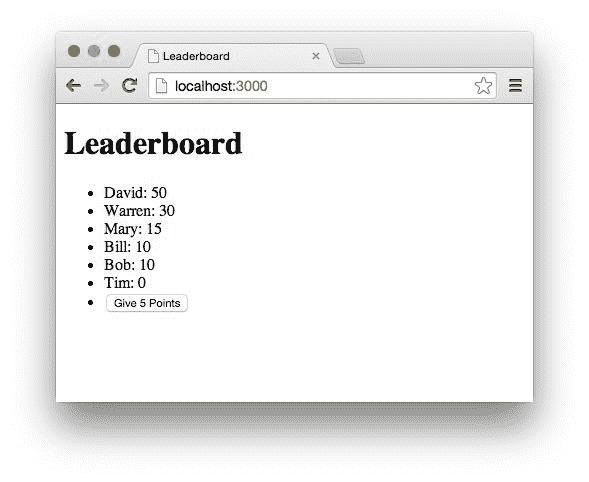 Leaderboard
localhost:3000
Leaderboard
David: 50
Warren: 30
Mary: 15
Bill: 10
Bob: 10
Tim: 0
Give 5 Points